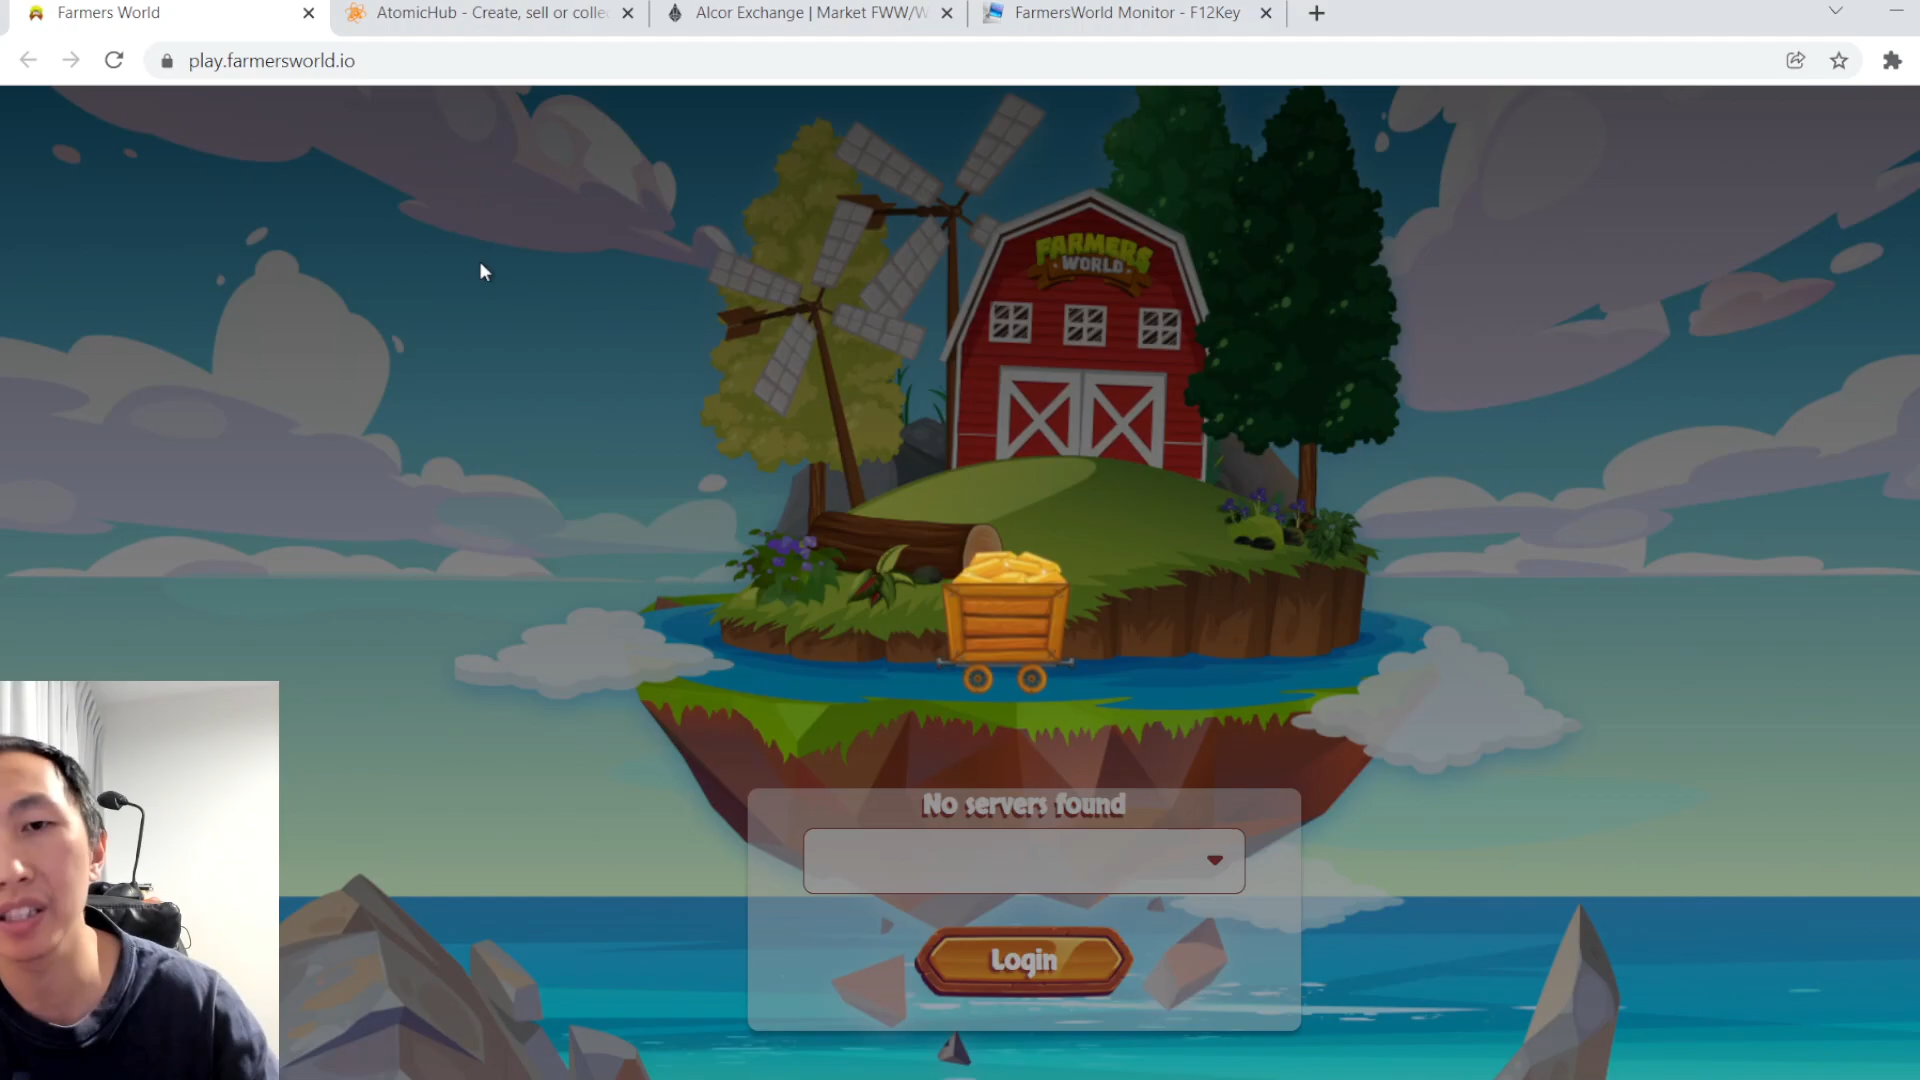 Farmers World
AtomicHub - Create, sell or colle
Alcor Exchange | Market FWW/W
FarmersWorld Monitor - F12Key
play.farmersworld.io
FARMERS
WORLD
No servers found
Login